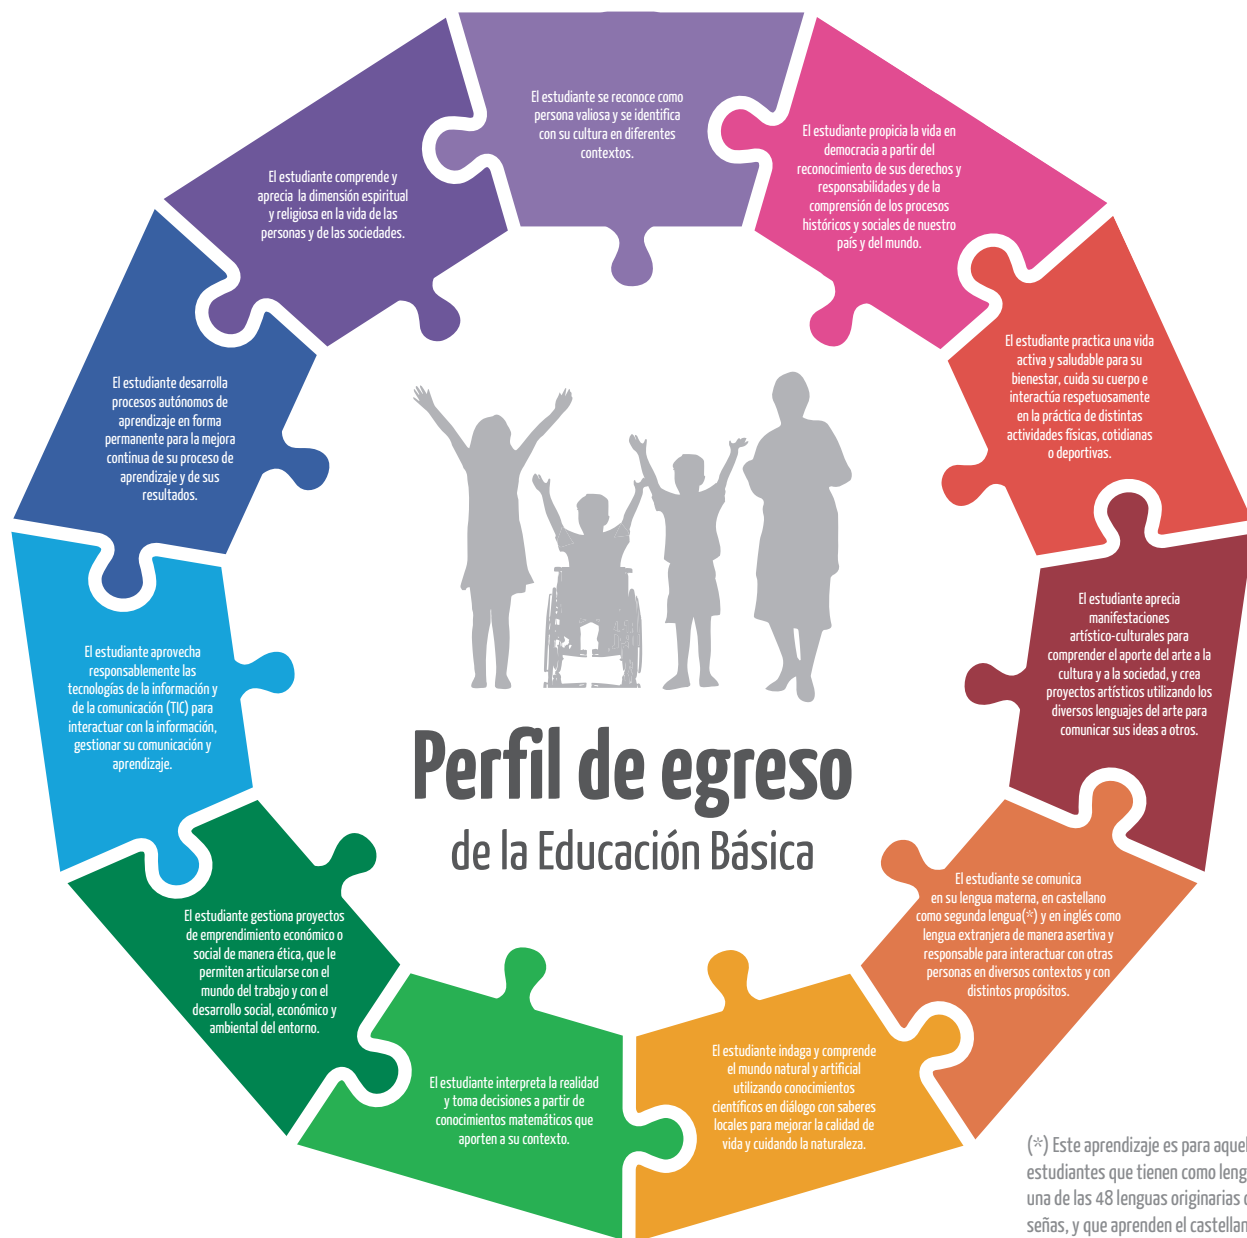 El estudiante se reconoce como
persona valiosa y se identifica
con su cultura en diferentes
contextos.
El estudiante propicia la vida en
democracia a partir del
reconocimiento de sus derechos y
responsabilidades y de la
comprensión de los procesos
históricos y sociales de nuestro
país y del mundo.
El estudiante practica una vida
activa y saludable para su
bienestar, cuida su cuerpo e
interactúa respetuosamente
en la práctica de distintas
actividades físicas, cotidianas
o deportivas.
El estudiante aprecia
manifestaciones
artístico-culturales para
comprender el aporte del arte a la
cultura y a la sociedad, y crea
proyectos artísticos utilizando los
diversos lenguajes del arte para
comunicar sus ideas a otros.
El estudiante se comunica
en su lengua materna, en castellano
como segunda lengua(*) y en inglés como
lengua extranjera de manera asertiva y
responsable para interactuar con otras
personas en diversos contextos y con
distintos propósitos.
El estudiante indaga y comprende
el mundo natural y artificial
utilizando conocimientos
científicos en diálogo con saberes
locales para mejorar la calidad de
vida y cuidando la naturaleza.
El estudiante interpreta la realidad
y toma decisiones a partir de
conocimientos matemáticos que
aporten a su contexto.
El estudiante gestiona proyectos
de emprendimiento económico o
social de manera ética, que le
permiten articularse con el
mundo del trabajo y con el
desarrollo social, económico y
ambiental del entorno.
El estudiante aprovecha
responsablemente las
tecnologías de la información y
de la comunicación (TIC) para
interactuar con la información,
gestionar su comunicación y
aprendizaje.
El estudiante desarrolla
procesos autónomos de
aprendizaje en forma
permanente para la mejora
continua de su proceso de
aprendizaje y de sus
resultados.
El estudiante comprende y
aprecia la dimensión espiritual
y religiosa en la vida de las
personas y de las sociedades.
Perfil de egreso
de la Educación Básica
(*) Este aprendizaje es para
estudiantes que tienen como
una de las 48 lenguas originarias
señas, y que aprenden el